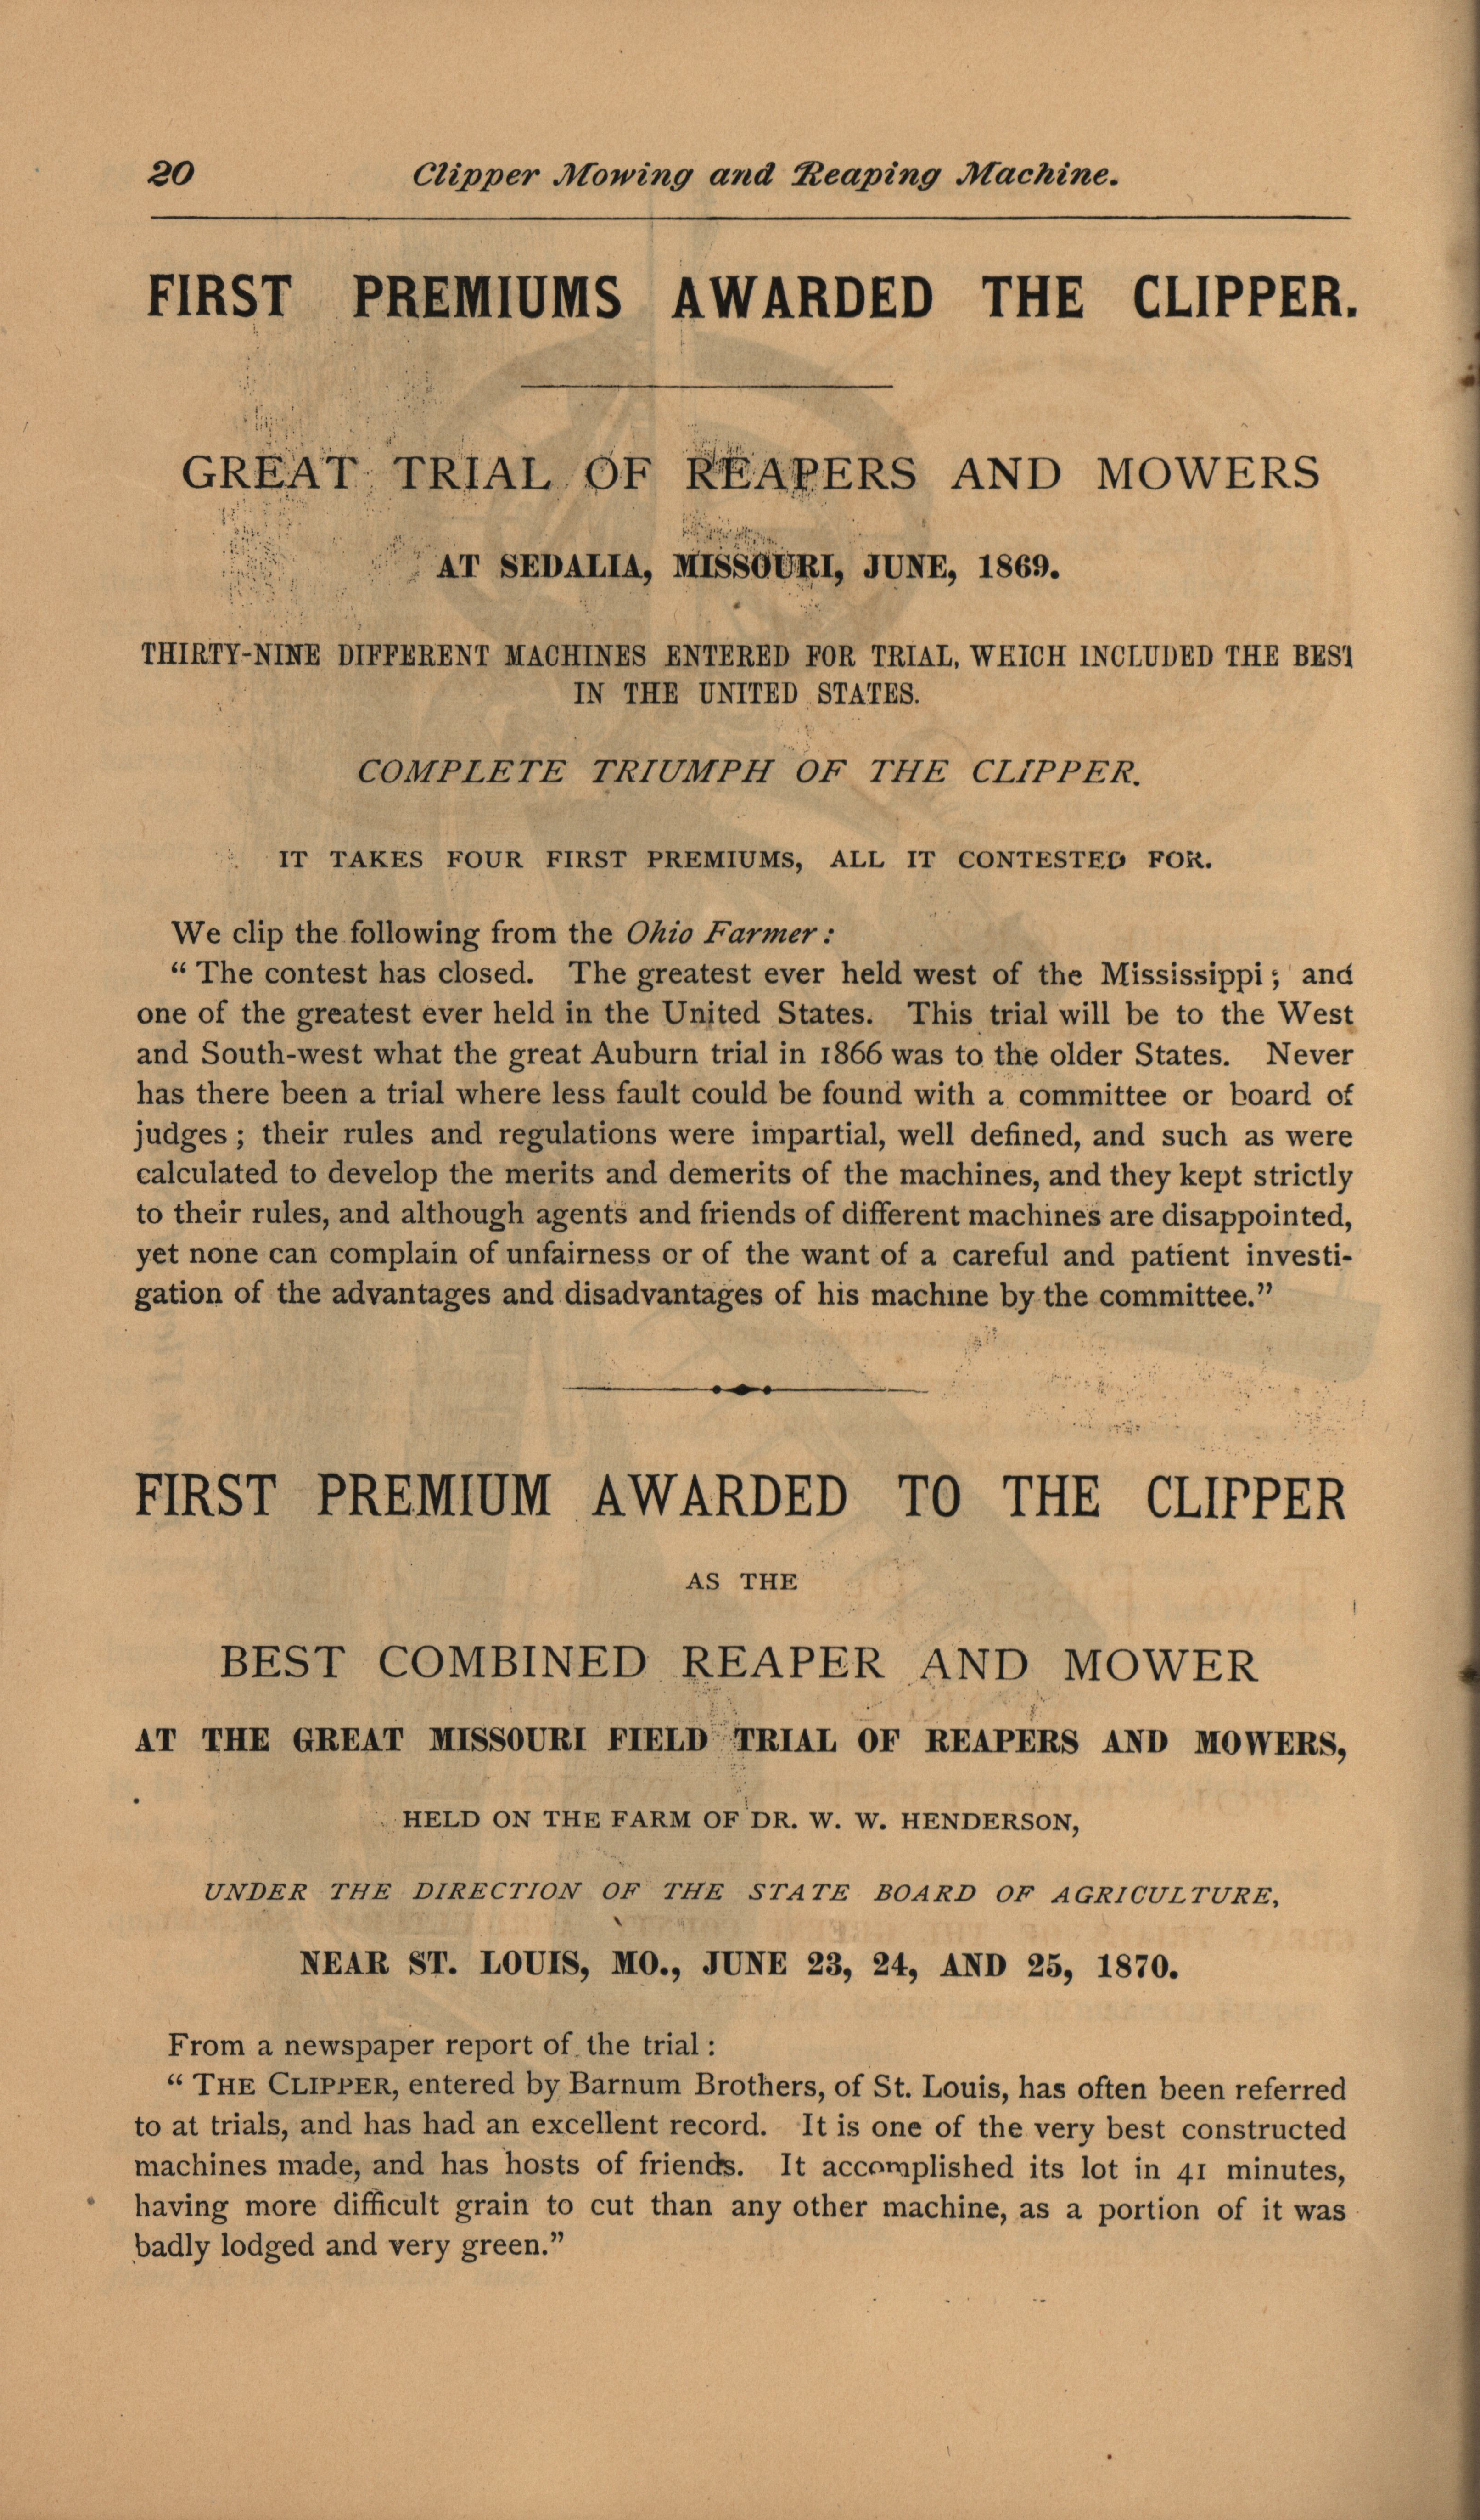 20 Clipper Mowing and Reaping Machine.
FIRST PREMIUMS AWARDED THE CLIPPER.
GREAT TRIAL OF REAPERS AND MOWERS
AT SEDALIA, MISSOURI, JUNE, 1869.
THIRTY-NINE DIFFERENT MACHINES ENTERED FOR TRIAL, WHICH INCLUDED THE BEST
IN THE UNITED STATES.
COMPLETE TRIUMPH OF THE CLIPPER.
IT TAKES FOUR FIRST PREMIUMS, ALL IT CONTESTED FOR.
We clip the following from the Ohio Farmer:
"The contest has closed. The greatest ever held west of the Mississippi; and
one of the greatest ever held in the United States. This trial will be to the West
and South-west what the great Auburn trial in 1866 was to the older States. Never
has there been a trial where less fault could be found with a committee or board of
judges; their rules and regulations were impartial, well defined, and such as were
calculated to develop the merits and demerits of the machines, and they kept strictly
to their rules, and although agents and friends of different machines are disappointed,
yet none can complain of unfairness or of the want of a careful and patient investi-
gation of the advantages and disadvantages of his machine by the committee."
FIRST PREMIUM AWARDED TO THE CLIPPER
AS THE
BEST COMBINED REAPER AND MOWER
AT THE GREAT MISSOURI FIELD TRIAL OF REAPERS AND MOWERS,
HELD ON THE FARM OF DR. W. W. HENDERSON,
UNDER THE DIRECTION OF THE STATE BOARD OF AGRICULTURE,
NEAR ST. LOUIS, MO., JUNE 23, 24, AND 25, 1870.
From a newspaper report of the trial:
"THE CLIPPER, entered by Barnum Brothers, of St. Louis, has often been referred
to at trials, and has had an excellent record. It is one of the very best constructed
machines made, and has hosts of friends. It accomplished its lot in 41 minutes,
having more difficult grain to cut than any other machine, as a portion of it was
badly lodged and very green."